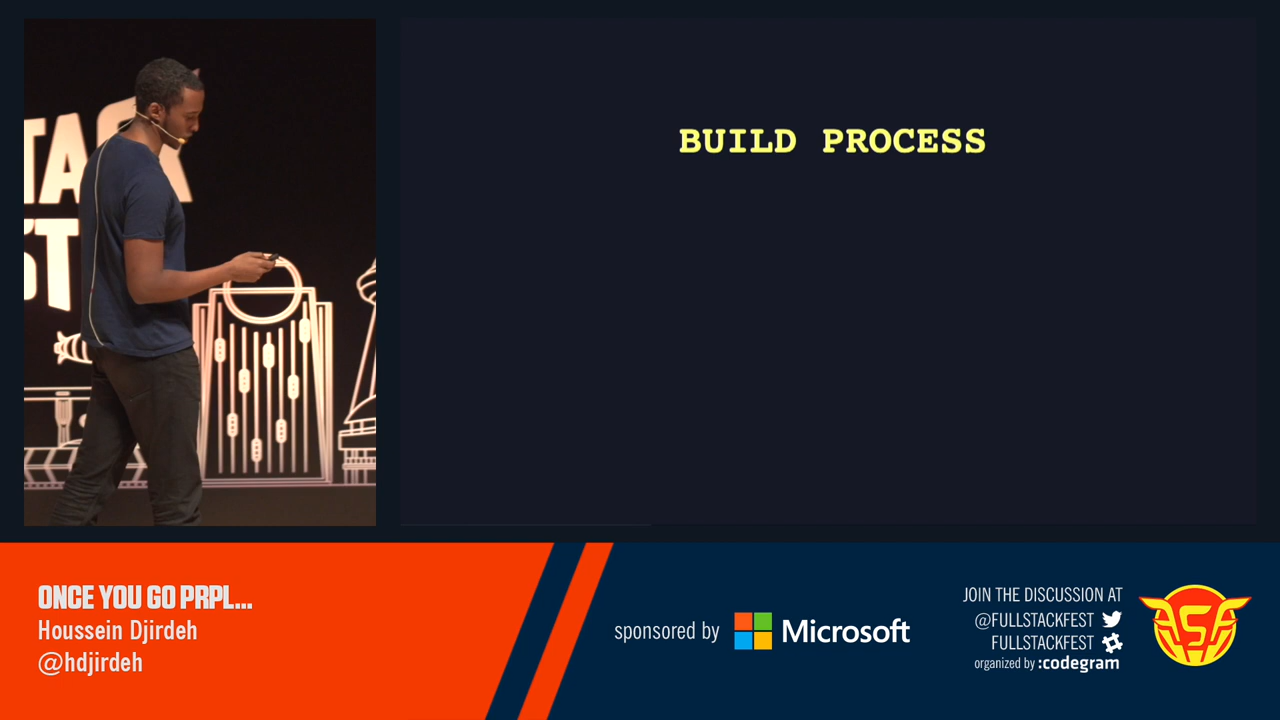 BUILD PROCESS
ONCE YOU GO PRPL...
Houssein Djirdeh
@hdjirdeh
sponsored by Microsoft
JOIN THE DISCUSSION AT
@FULLSTACKFEST
FULLSTACKFEST
organized by :codegram
FSF